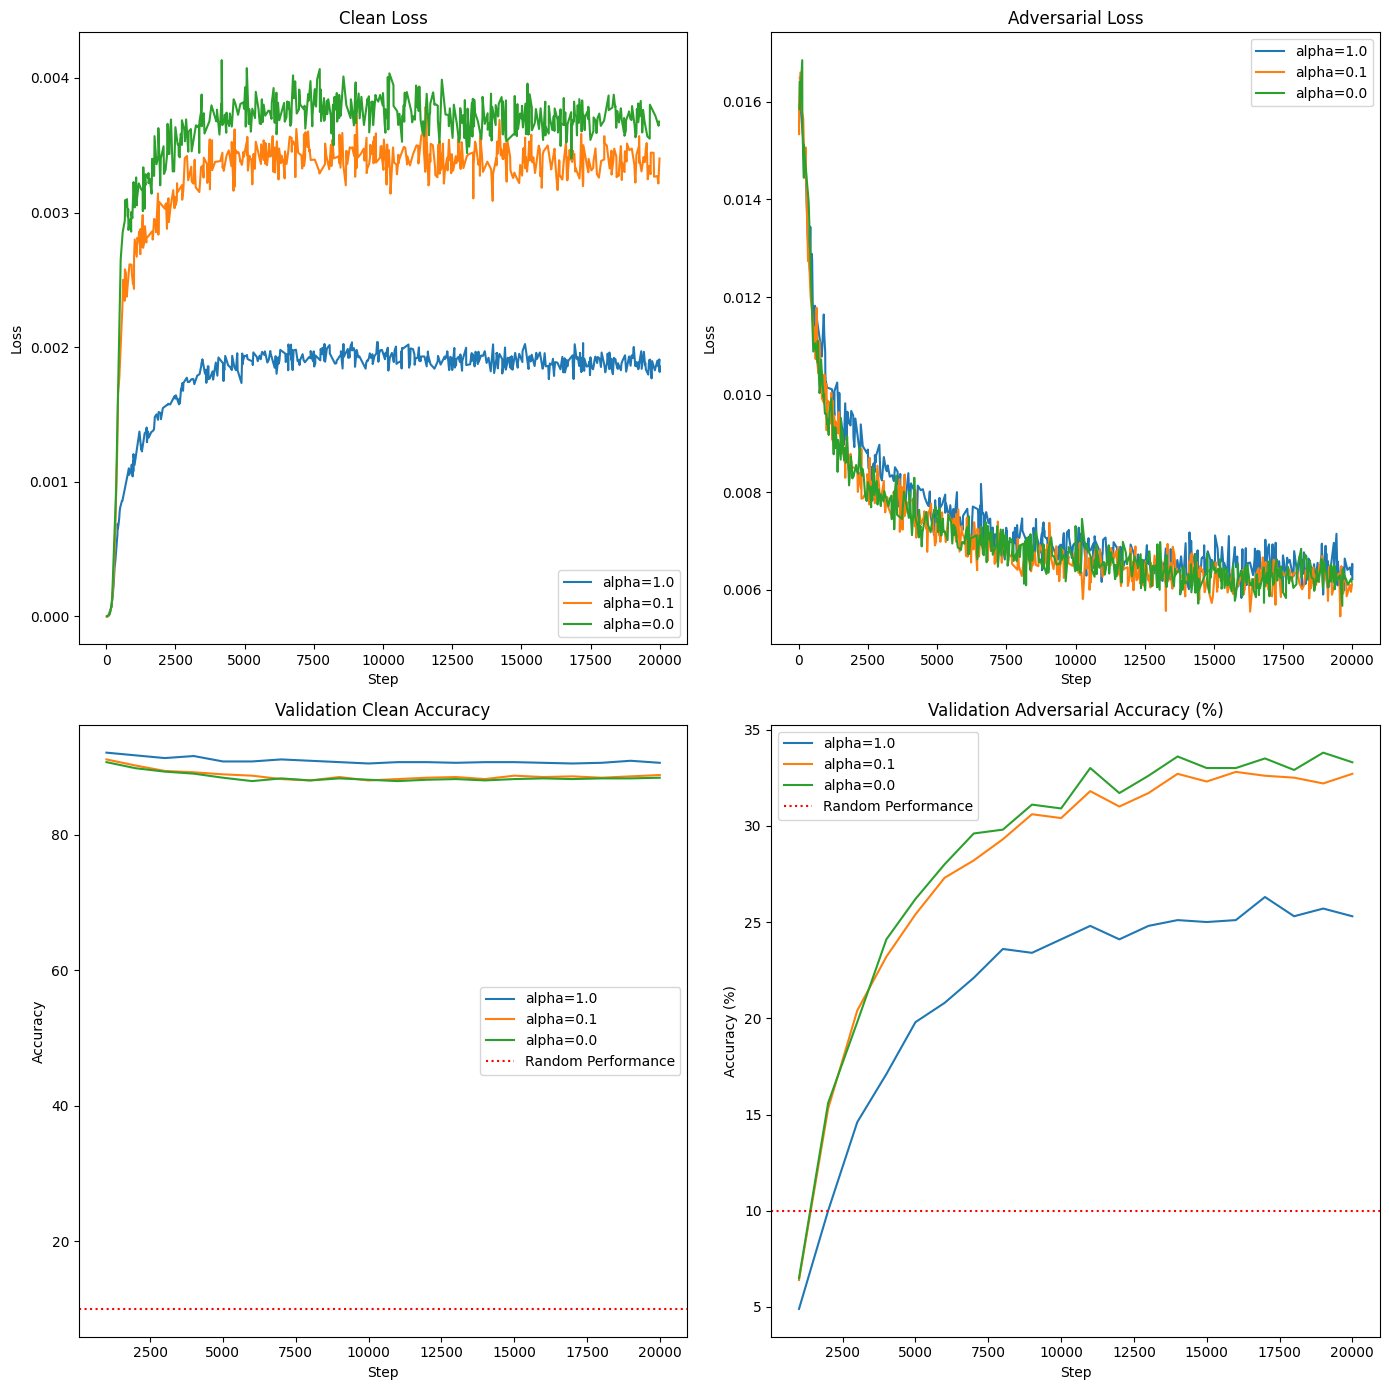 Clean Loss
Loss
0.004
0.003
0.002
0.001
0.000
alpha=1.0
alpha=0.1
alpha=0.0
0 2500 5000 7500 10000 12500 15000 17500 20000
Step
Adversarial Loss
Loss
0.016
0.014
0.012
0.010
0.008
0.006
alpha=1.0
alpha=0.1
alpha=0.0
0 2500 5000 7500 10000 12500 15000 17500 20000
Step
Validation Clean Accuracy
Accuracy
80
60
40
20
alpha=1.0
alpha=0.1
alpha=0.0
Random Performance
2500 5000 7500 10000 12500 15000 17500 20000
Step
Validation Adversarial Accuracy (%)
Accuracy (%)
35
30
25
20
15
10
5
alpha=1.0
alpha=0.1
alpha=0.0
Random Performance
2500 5000 7500 10000 12500 15000 17500 20000
Step